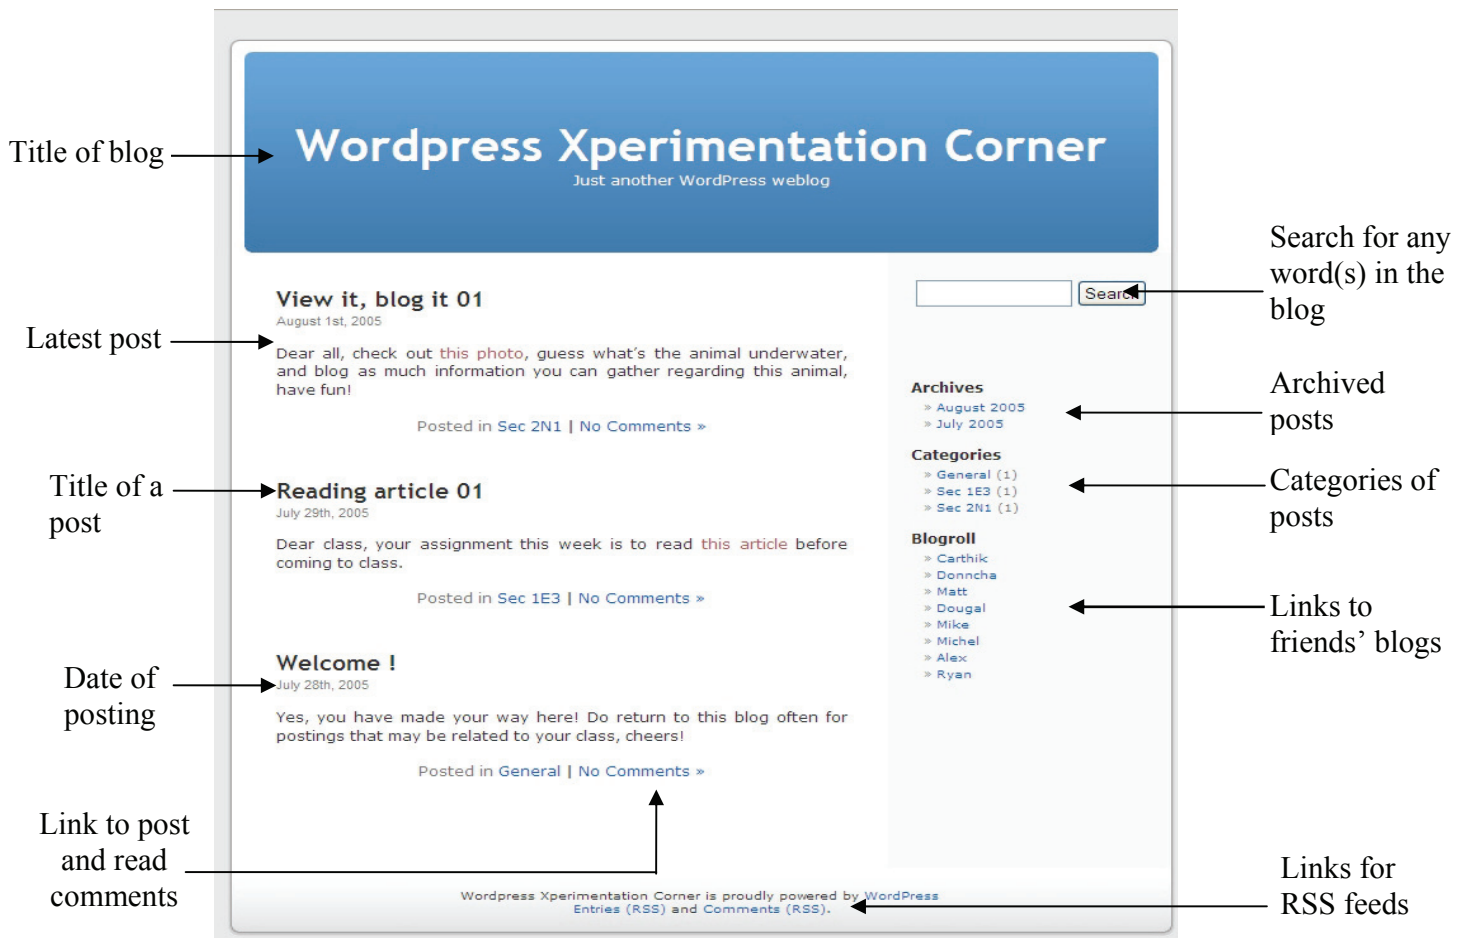 Title of blog
Wordpress Xperimentation Corner
Just another WordPress weblog
Search for any
word(s) in the
blog
Search
View it, blog it 01
August 1st, 2005
Latest post
Dear all, check out this photo, guess what's the animal underwater,
and blog as much information you can gather regarding this animal,
have fun!
Posted in Sec 2N1 | No Comments »
Archives
» August 2005
» July 2005
Archived
posts
Categories
» General (1)
» Sec 1E3 (1)
» Sec 2N1 (1)
Categories of
posts
Title of a
post
Reading article 01
July 29th, 2005
Dear class, your assignment this week is to read this article before
coming to class.
Posted in Sec 1E3 | No Comments »
Blogroll
» Carthik
» Donncha
» Matt
» Dougal
» Mike
» Michel
» Alex
» Ryan
Links to
friends’ blogs
Date of
posting
Welcome !
July 28th, 2005
Yes, you have made your way here! Do return to this blog often for
postings that may be related to your class, cheers!
Posted in General | No Comments »
Link to post
and read
comments
Wordpress Xperimentation Corner is proudly powered by WordPress
Entries (RSS) and Comments (RSS).
Links for
RSS feeds